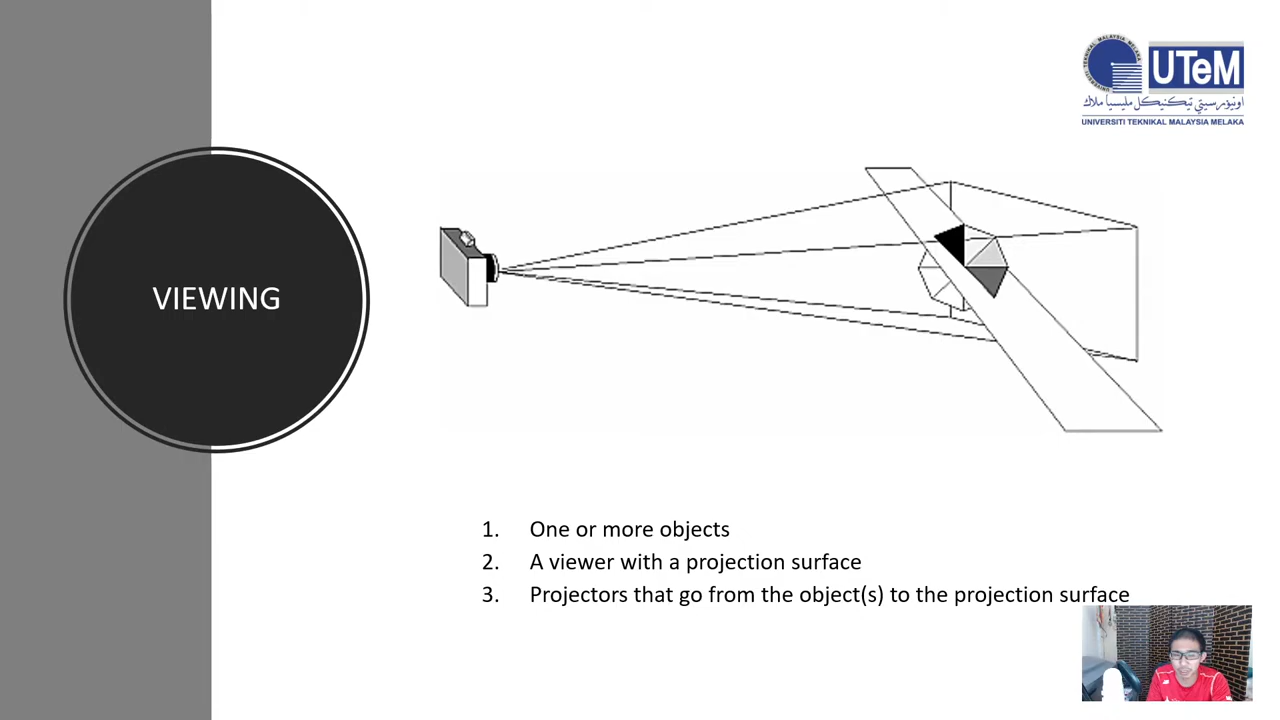 UTeM
اونيۏرسيتي تيكنيكل مليسيا ملاك
UNIVERSITI TEKNIKAL MALAYSIA MELAKA
VIEWING
1. One or more objects
2. A viewer with a projection surface
3. Projectors that go from the object(s) to the projection surface